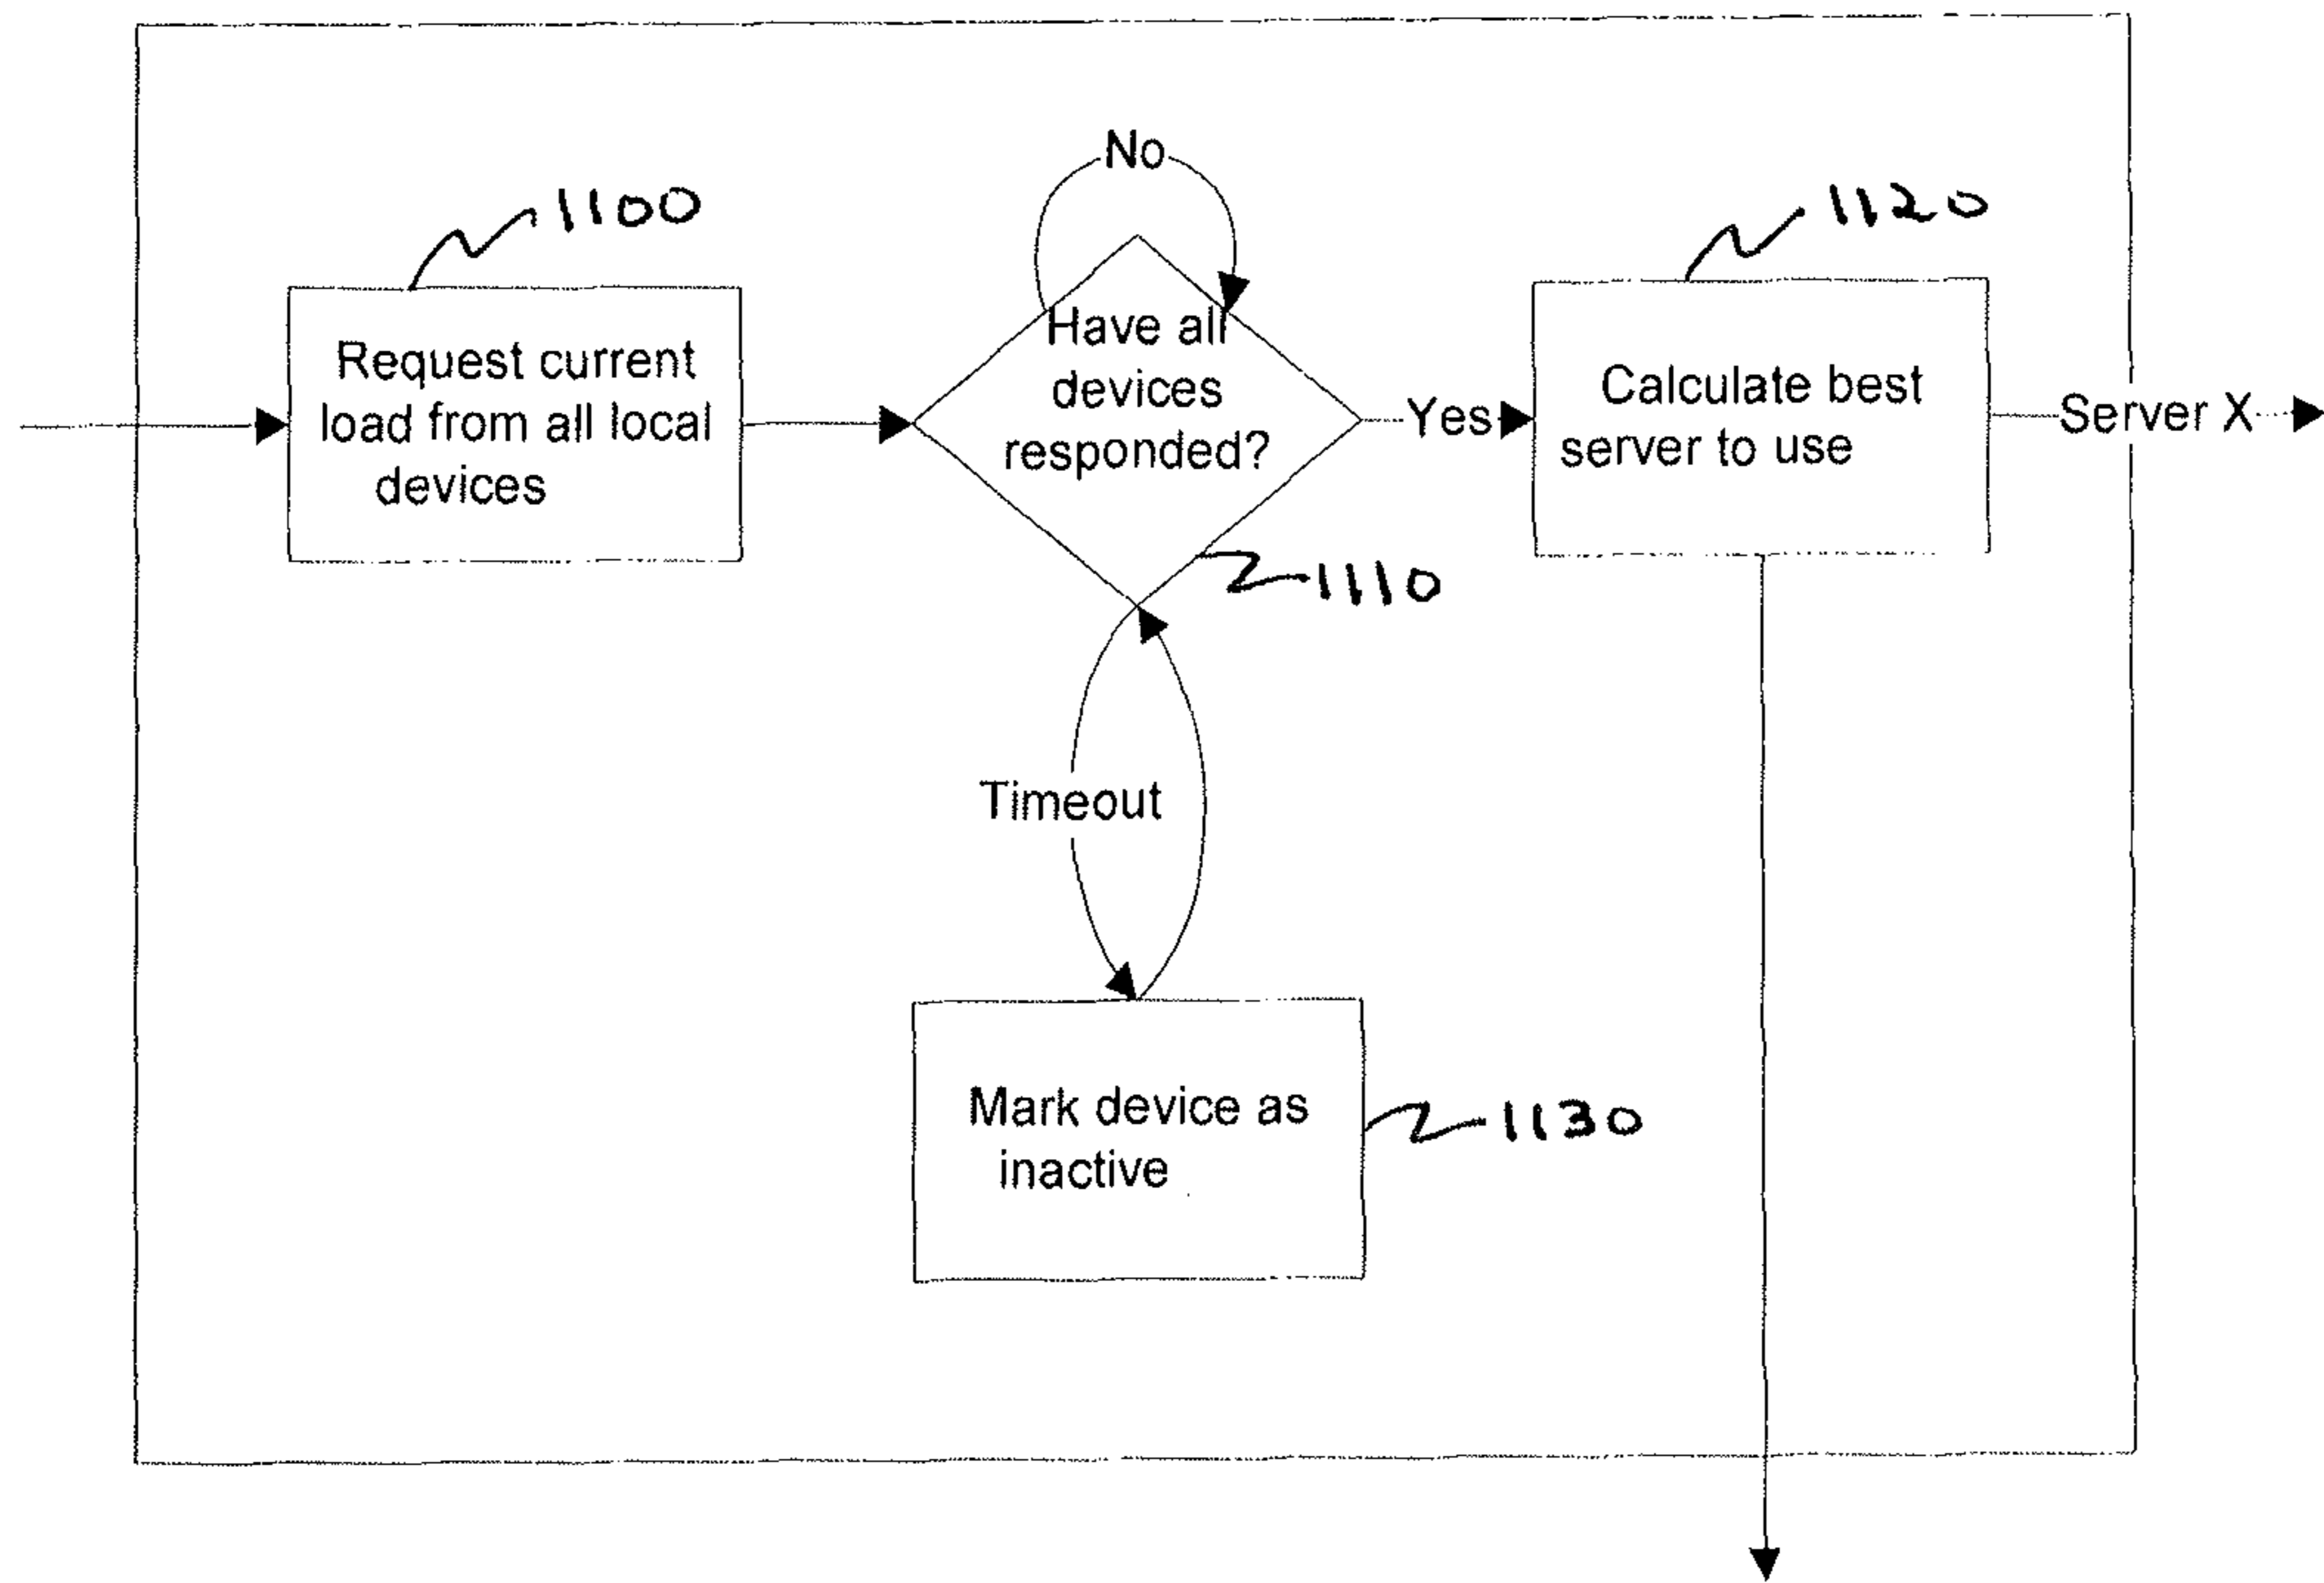 No
1100
1120
Request current
load from all local
devices
Have all
devices
responded?
Yes
Calculate best
server to use
Server X
1110
Timeout
Mark device as
inactive
1130